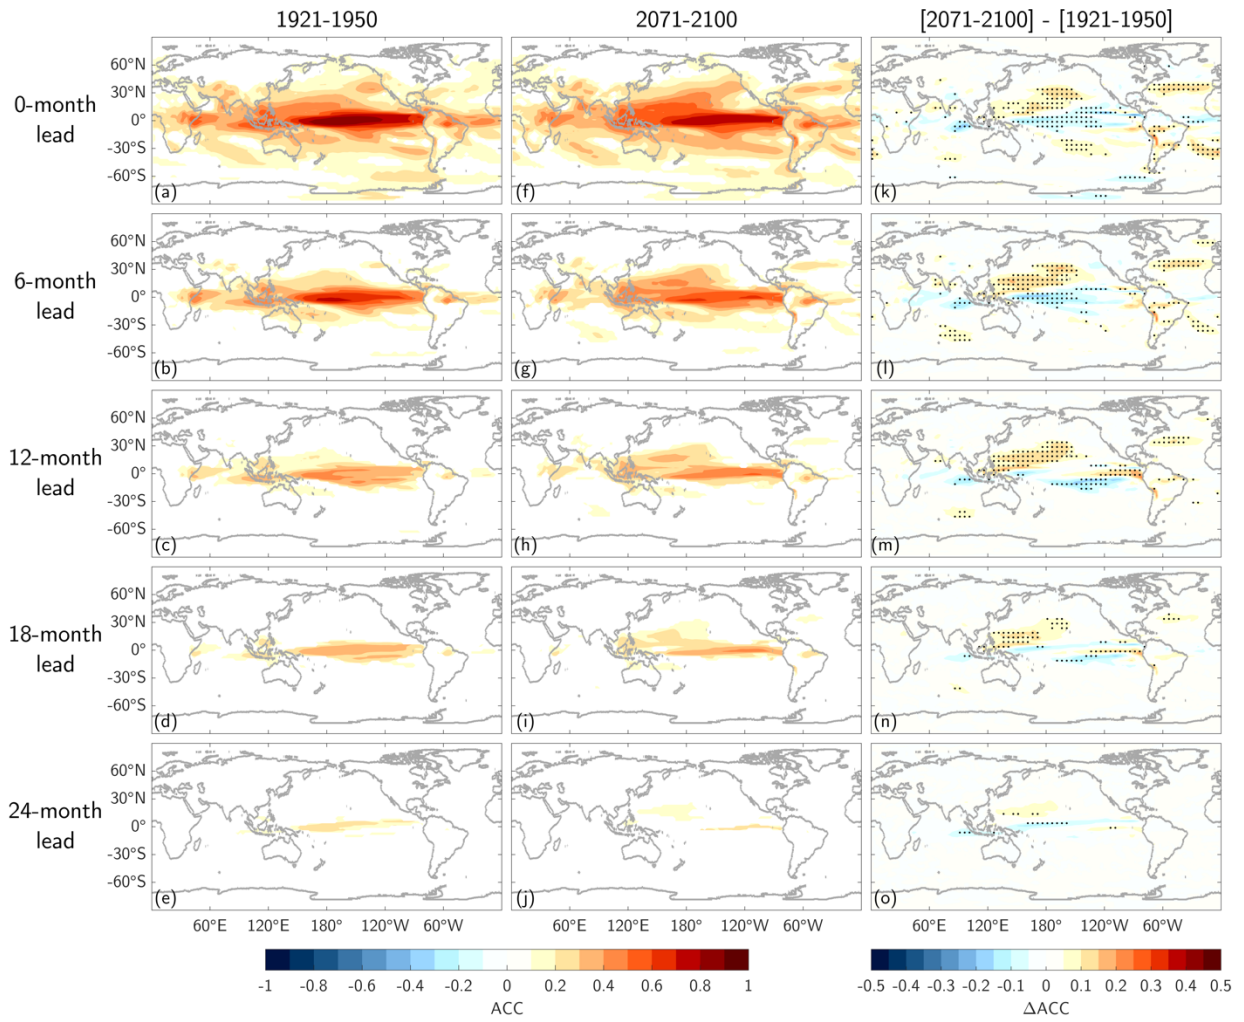 1921-1950
2071-2100
[2071-2100] - [1921-1950]
0-month
lead
60°N
30°N
0°
-30°S
-60°S
(a)
(f)
(k)
6-month
lead
60°N
30°N
0°
-30°S
-60°S
(b)
(g)
(l)
12-month
lead
60°N
30°N
0°
-30°S
-60°S
(c)
(h)
(m)
18-month
lead
60°N
30°N
0°
-30°S
-60°S
(d)
(i)
(n)
24-month
lead
60°N
30°N
0°
-30°S
-60°S
(e)
(j)
(o)
60°E 120°E 180° 120°W 60°W
60°E 120°E 180° 120°W 60°W
60°E 120°E 180° 120°W 60°W
-1 -0.8 -0.6 -0.4 -0.2 0 0.2 0.4 0.6 0.8 1
ACC
-0.5 -0.4 -0.3 -0.2 -0.1 0 0.1 0.2 0.3 0.4 0.5
ΔACC